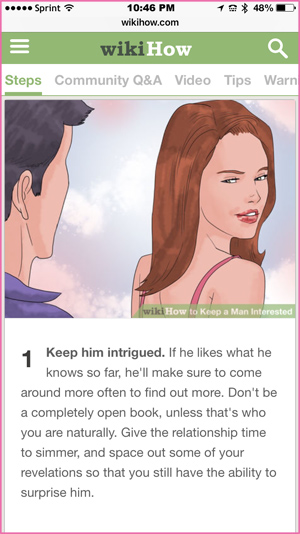 Sprint 10:46 PM 48%
wikihow.com
wikiHow
Steps Community Q&A Video Tips Warn
wikiHow to Keep a Man Interested
1 Keep him intrigued. If he likes what he
knows so far, he'll make sure to come
around more often to find out more. Don't be
a completely open book, unless that's who
you are naturally. Give the relationship time
to simmer, and space out some of your
revelations so that you still have the ability to
surprise him.